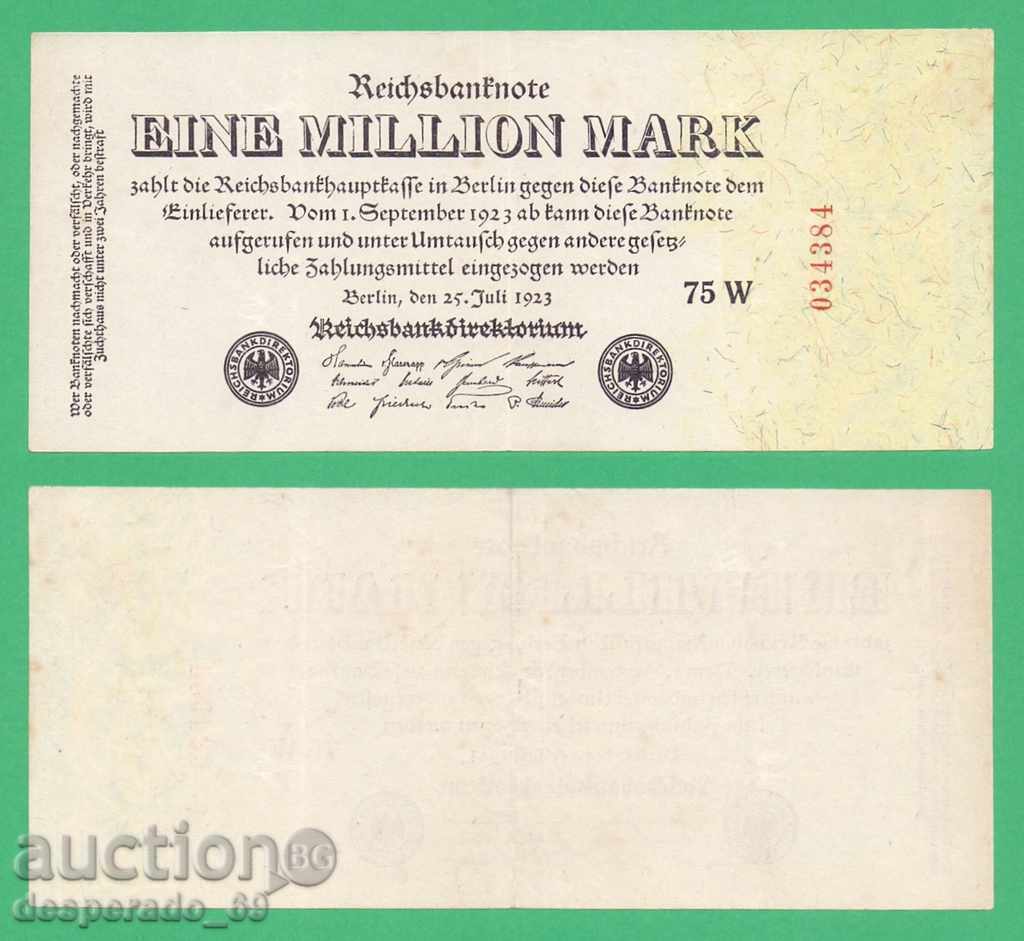 Reichsbanknote
EINE MILLION MARK
zahlt die Reichsbankhauptkasse in Berlin gegen diese Banknote dem
Einlieferer. Vom 1. September 1923 ab kann diese Banknote
aufgerufen und unter Umtausch gegen andere gesetz-
liche Zahlungsmittel eingezogen werden
Berlin, den 25. Juli 1923
Reichsbankdirektorium
75 W
034384
REICHSBANKDIREKTORIUM
REICHSBANKDIREKTORIUM
Wer Banknoten nachmacht oder verfälscht, oder nachgemachte
oder verfälschte sich verschafft und in Verkehr bringt, wird mit
Zuchthaus nicht unter zwei Jahren bestraft
auction BG
desperado_69